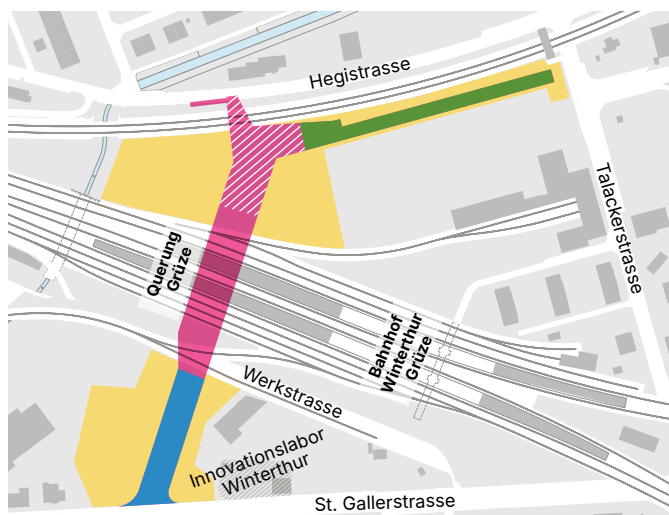 Hegistrasse
Talackerstrasse
Querung
Grüze
Bahnhof
Winterthur
Grüze
Werkstrasse
Innovationslabor
Winterthur
St. Gallerstrasse